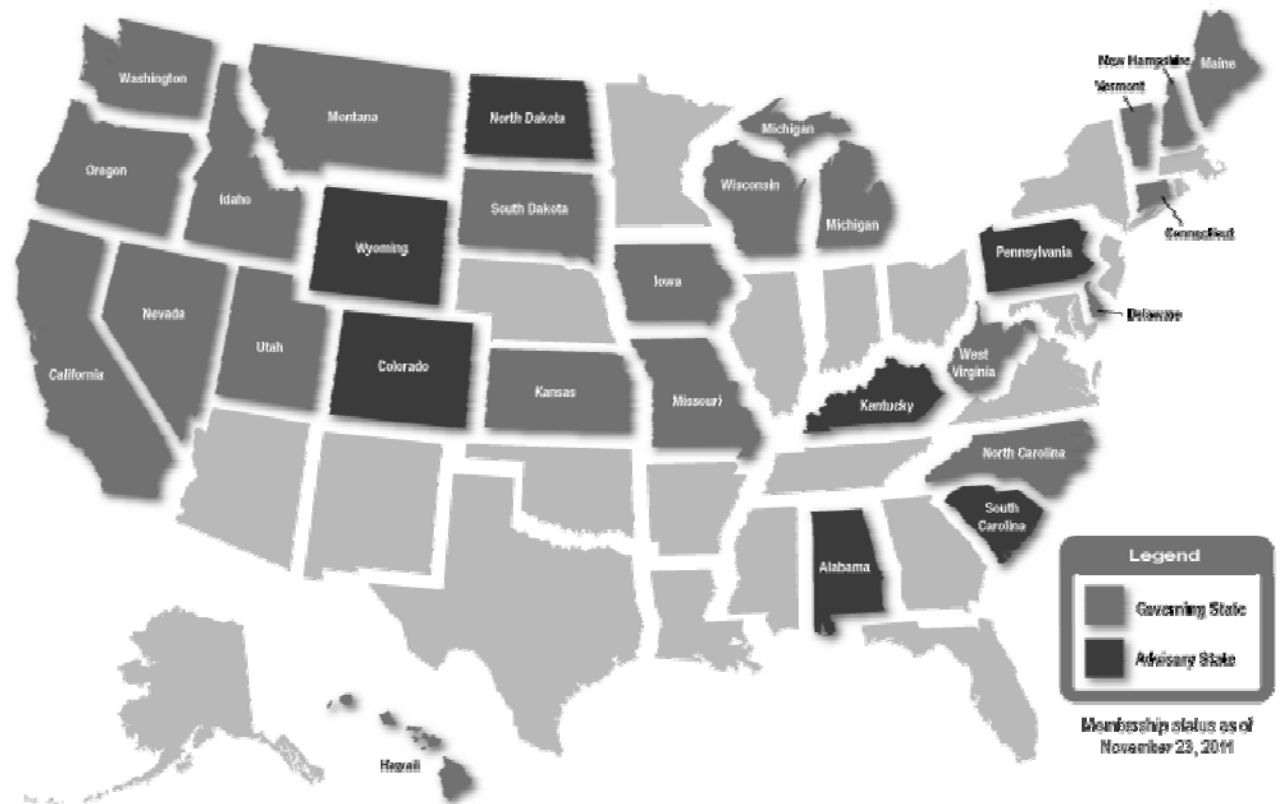 Washington
Montana
North Dakota
Michigan
New Hampshire
Maine
Vermont
Oregon
Idaho
South Dakota
Wisconsin
Michigan
Connecticut
Wyoming
Pennsylvania
Iowa
Nevada
Utah
Colorado
Delaware
California
Kansas
Missouri
Kentucky
West
Virginia
North Carolina
South
Carolina
Alabama
Hawaii
Legend
Governing State
Advisory State
Membership status as of
November 23, 2011